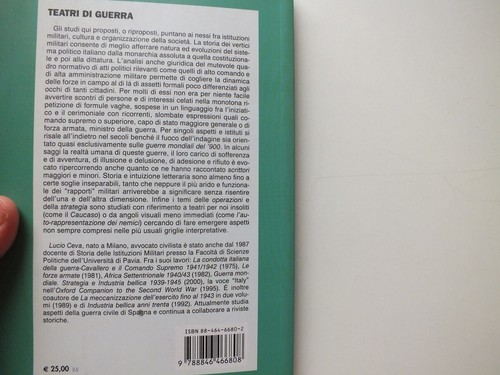 TEATRI DI GUERRA
Gli studi qui proposti, o riproposti, puntano ai nessi fra istituzioni
militari, cultura e organizzazione della società. La storia dei vertici
militari consente di meglio afferrare natura ed evoluzioni del siste-
ma politico italiano dalla monarchia assoluta a quella costituziona-
le e poi alla dittatura. L'analisi anche giuridica del mutevole qua-
dro normativo di atti politici rilevanti come quelli di alto comando e
di alta amministrazione militare permette di cogliere la dinamica
delle forze in campo al di là di assetti formali poco differenziati agli
occhi di tanti cittadini. Per molti di essi non era per niente facile
avvertire scontri di persone e di interessi celati nella monotona ri-
petizione di formule vaghe, sospese in un linguaggio fra l'iniziati-
co e il cerimoniale con ricorrenti, slombate espressioni quali co-
mando supremo o superiore, capo di stato maggiore generale o di
forza armata, ministro della guerra. Per singoli aspetti e istituti si
risale all'indietro nei secoli benché il fuoco dell'indagine sia orien-
tato quasi esclusivamente sulle guerre mondiali del '900. In alcuni
saggi la realtà umana di queste guerre, il loro carico di sofferenza
e di avventura, di illusione e delusione, di adesione e rifiuto è evo-
cato ripercorrendo anche quanto ce ne hanno raccontato scrittori
maggiori e minori. Storia e intuizione letteraria sono almeno fino a
certe soglie inseparabili, tanto che neppure il più arido e funziona-
le dei "rapporti" militari arriverebbe a significare senza risentire
dell'una e dell'altra dimensione. Infine i temi delle operazioni e
della strategia sono studiati con riferimento a teatri per noi insoliti
(come il Caucaso) o da angoli visuali meno immediati (come l'au-
to-rappresentazione dei nemici) cercando di fare emergere aspetti
non sempre compresi nelle più usuali griglie interpretative.
Lucio Ceva, nato a Milano, avvocato civilista è stato anche dal 1987
docente di Storia delle Istituzioni Militari presso la Facoltà di Scienze
Politiche dell'Università di Pavia. Fra i suoi lavori: La condotta italiana
della guerra-Cavallero e il Comando Supremo 1941/1942 (1975), Le
forze armate (1981), Africa Settentrionale 1940/43 (1982), Guerra mon-
diale. Strategia e Industria bellica 1939-1945 (2000), la voce "Italy"
nell'Oxford Companion to the Second World War (1995). È inoltre
coautore de La meccanizzazione dell'esercito fino al 1943 in due vo-
lumi (1989) e di Industria bellica anni trenta (1992). Attualmente studia
aspetti della guerra civile di Spagna e continua a collaborare a riviste
storiche.
ISBN 88-464-6680-2
9 788846 466808
€ 25,00